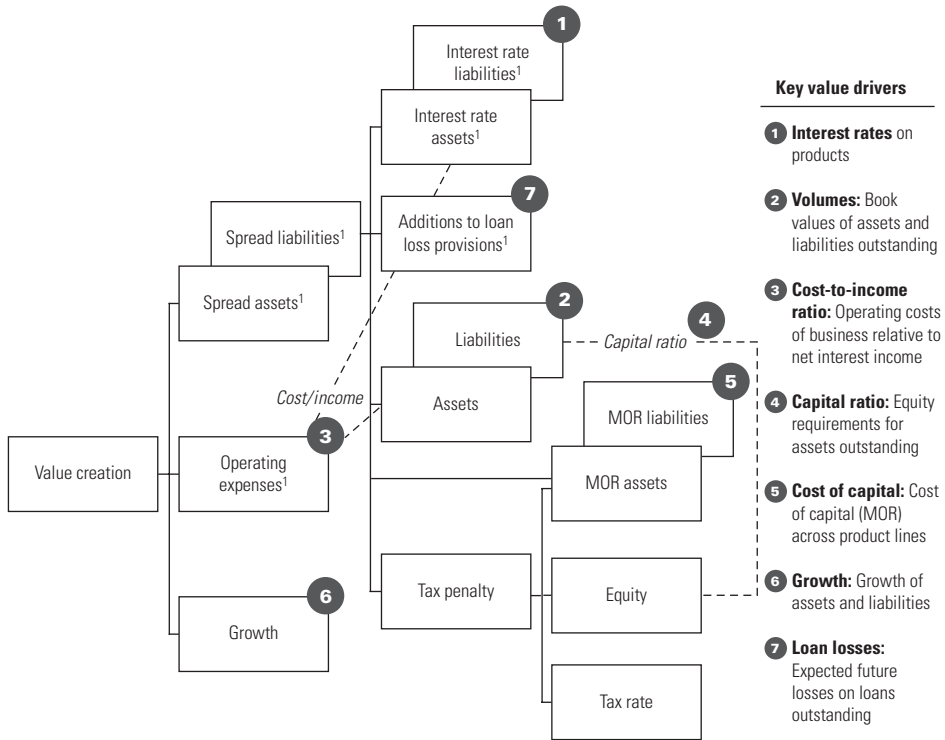 1
Interest rate
liabilities1
Interest rate
assets1
7
Additions to loan
loss provisions1
Spread liabilities1
Spread assets1
2
Liabilities
Assets
Capital ratio
4
Cost/income
5
MOR liabilities
MOR assets
Value creation
3
Operating
expenses1
Tax penalty
Equity
6
Growth
Tax rate
Key value drivers
1 Interest rates on
products
2 Volumes: Book
values of assets and
liabilities outstanding
3 Cost-to-income
ratio: Operating costs
of business relative to
net interest income
4 Capital ratio: Equity
requirements for
assets outstanding
5 Cost of capital: Cost
of capital (MOR)
across product lines
6 Growth: Growth of
assets and liabilities
7 Loan losses:
Expected future
losses on loans
outstanding